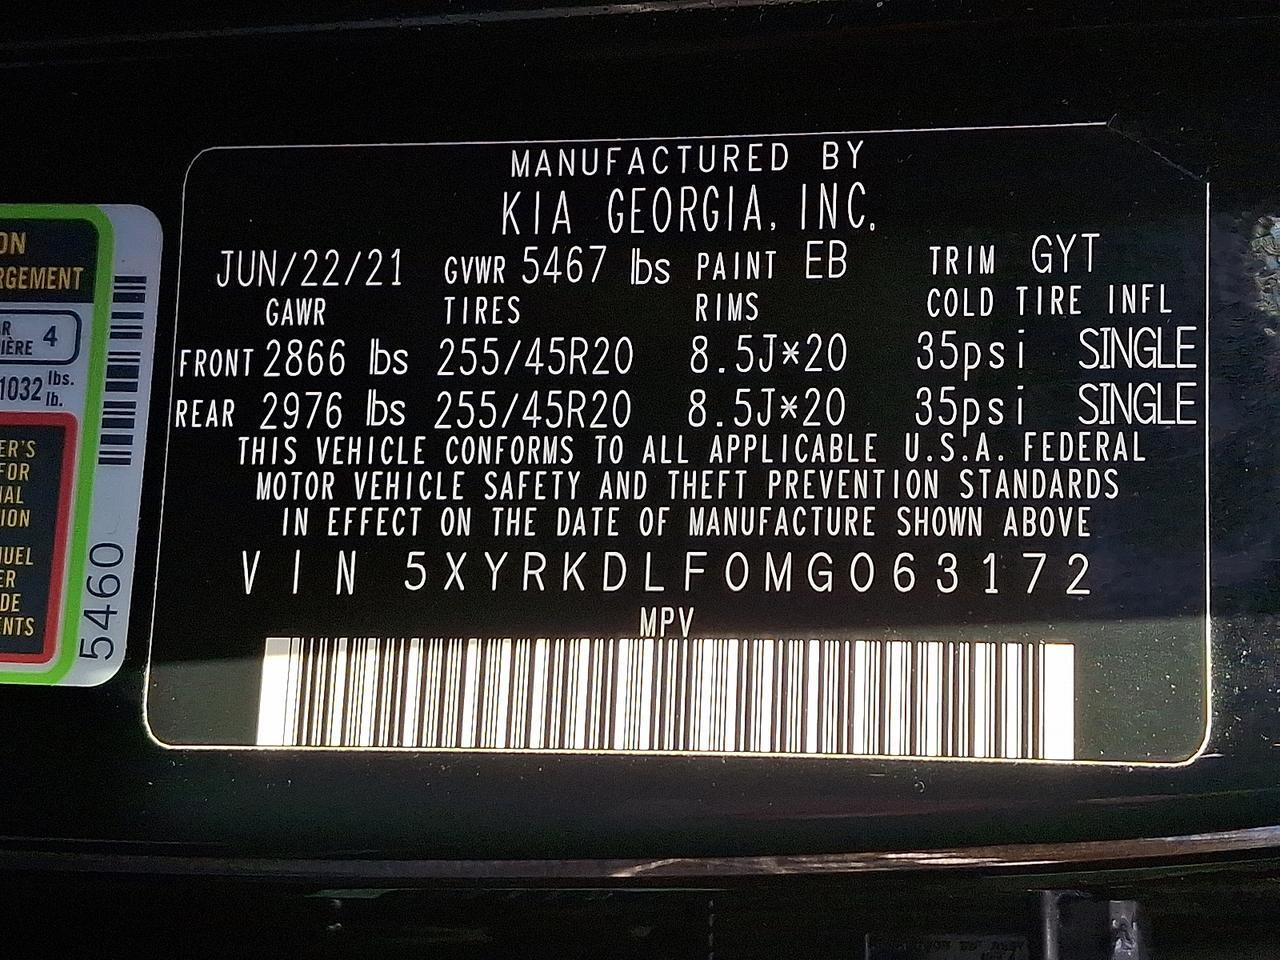 MANUFACTURED BY
KIA GEORGIA, INC.
JUN/22/21 GVWR 5467 lbs PAINT EB TRIM GYT
GAWR TIRES RIMS COLD TIRE INFL
FRONT 2866 lbs 255/45R20 8.5J*20 35psi SINGLE
REAR 2976 lbs 255/45R20 8.5J*20 35psi SINGLE
THIS VEHICLE CONFORMS TO ALL APPLICABLE U.S.A. FEDERAL
MOTOR VEHICLE SAFETY AND THEFT PREVENTION STANDARDS
IN EFFECT ON THE DATE OF MANUFACTURE SHOWN ABOVE
VIN 5XYRKDLF0MG063172
MPV
ON
RGEMENT
R
IÈRE 4
1032 lbs.
lb.
ER'S
FOR
NAL
ION
NUEL
ER
DE
ENTS
5460